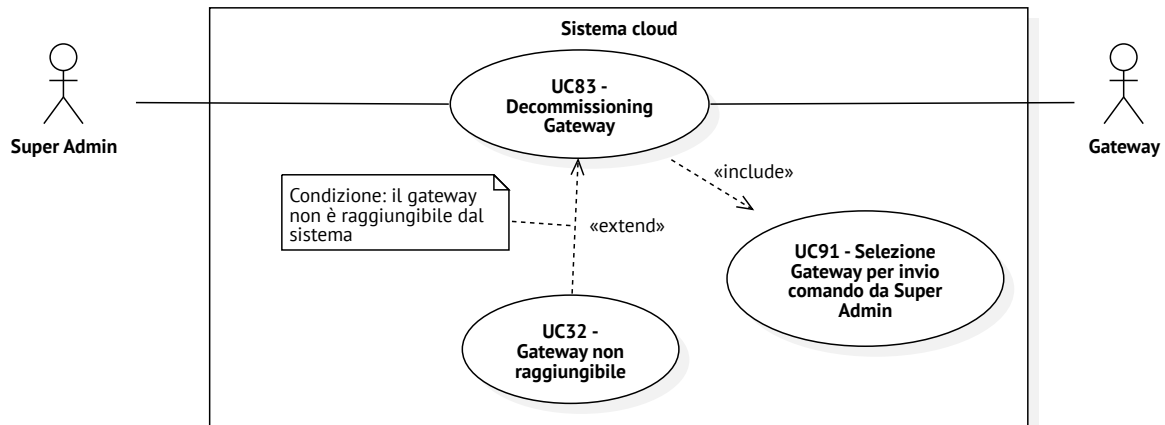 Sistema cloud
Super Admin
UC83 -
Decommissioning
Gateway
Gateway
«include»
Condizione: il gateway
non è raggiungibile dal
sistema
«extend»
UC91 - Selezione
Gateway per invio
comando da Super
Admin
UC32 -
Gateway non
raggiungibile